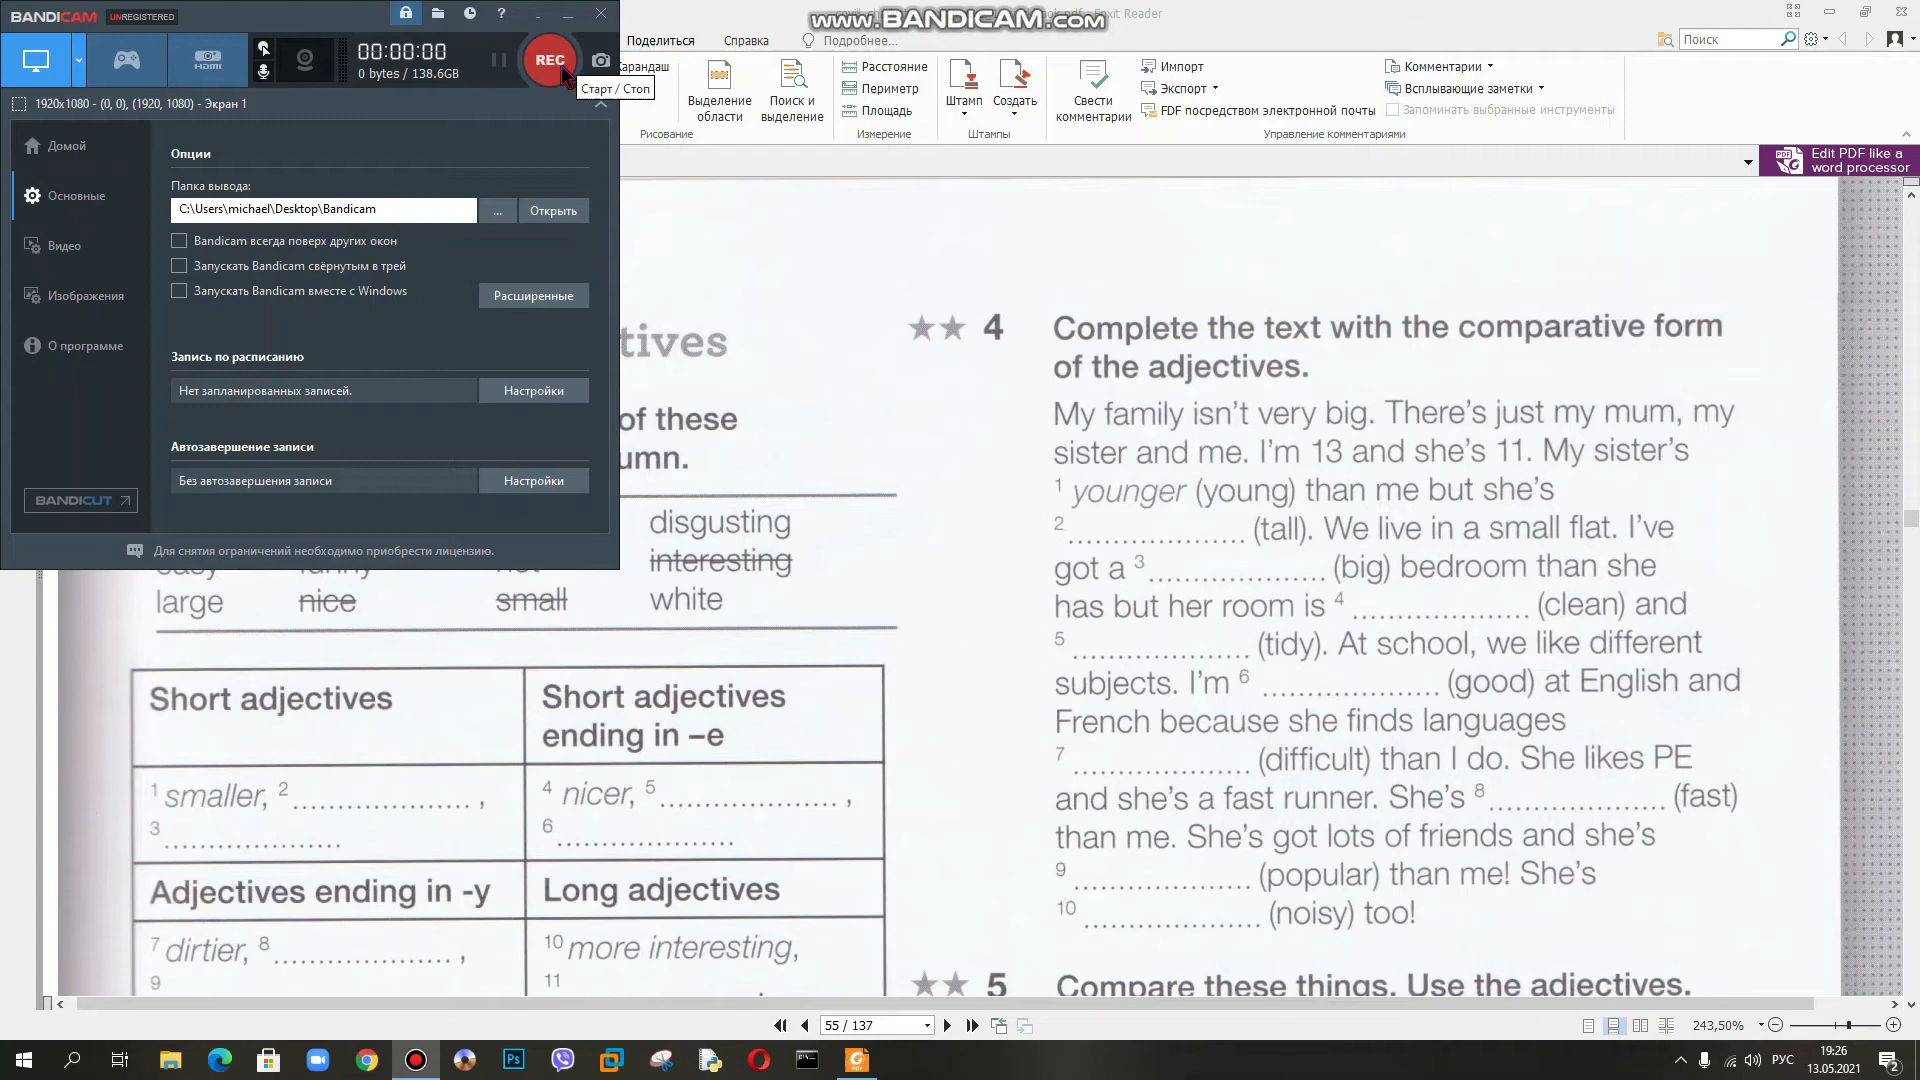 BANDICAM UNREGISTERED
www.BANDICAM.com
Foxit Reader
HDMI
00:00:00
0 bytes / 138.6GB
REC
Старт / Стоп
1920x1080 - (0, 0), (1920, 1080) - Экран 1
Домой
Основные
Видео
Изображения
О программе
BANDICUT
Опции
Папка вывода:
C:\Users\michael\Desktop\Bandicam
...
Открыть
Bandicam всегда поверх других окон
Запускать Bandicam свёрнутым в трей
Запускать Bandicam вместе с Windows
Расширенные
Запись по расписанию
Нет запланированных записей.
Настройки
Автозавершение записи
Без автозавершения записи
Настройки
Для снятия ограничений необходимо приобрести лицензию.
Поделиться Справка Подробнее...
Поиск
Карандаш
Рисование
Выделение области
Поиск и выделение
Расстояние
Периметр
Площадь
Измерение
Штамп
Создать
Штампы
Свести комментарии
Импорт
Экспорт
FDF посредством электронной почты
Комментарии
Всплывающие заметки
Запоминать выбранные инструменты
Управление комментариями
Edit PDF like a
word processor
tives
of these
umn.
disgusting
interesting
large nice small white
Short adjectives
Short adjectives
ending in –e
1 smaller, 2 .................... ,
3 ....................
4 nicer, 5 .................... ,
6 ....................
Adjectives ending in -y
Long adjectives
7 dirtier, 8 .................... ,
9
10 more interesting,
11
4 Complete the text with the comparative form
of the adjectives.
My family isn't very big. There's just my mum, my
sister and me. I'm 13 and she's 11. My sister's
1 younger (young) than me but she's
2 .................... (tall). We live in a small flat. I've
got a 3 .................... (big) bedroom than she
has but her room is 4 .................... (clean) and
5 .................... (tidy). At school, we like different
subjects. I'm 6 .................... (good) at English and
French because she finds languages
7 .................... (difficult) than I do. She likes PE
and she's a fast runner. She's 8 .................... (fast)
than me. She's got lots of friends and she's
9 .................... (popular) than me! She's
10 .................... (noisy) too!
5 Compare these things. Use the adjectives.
55 / 137
243,50%
Ps
РУС
19:26
13.05.2021
2